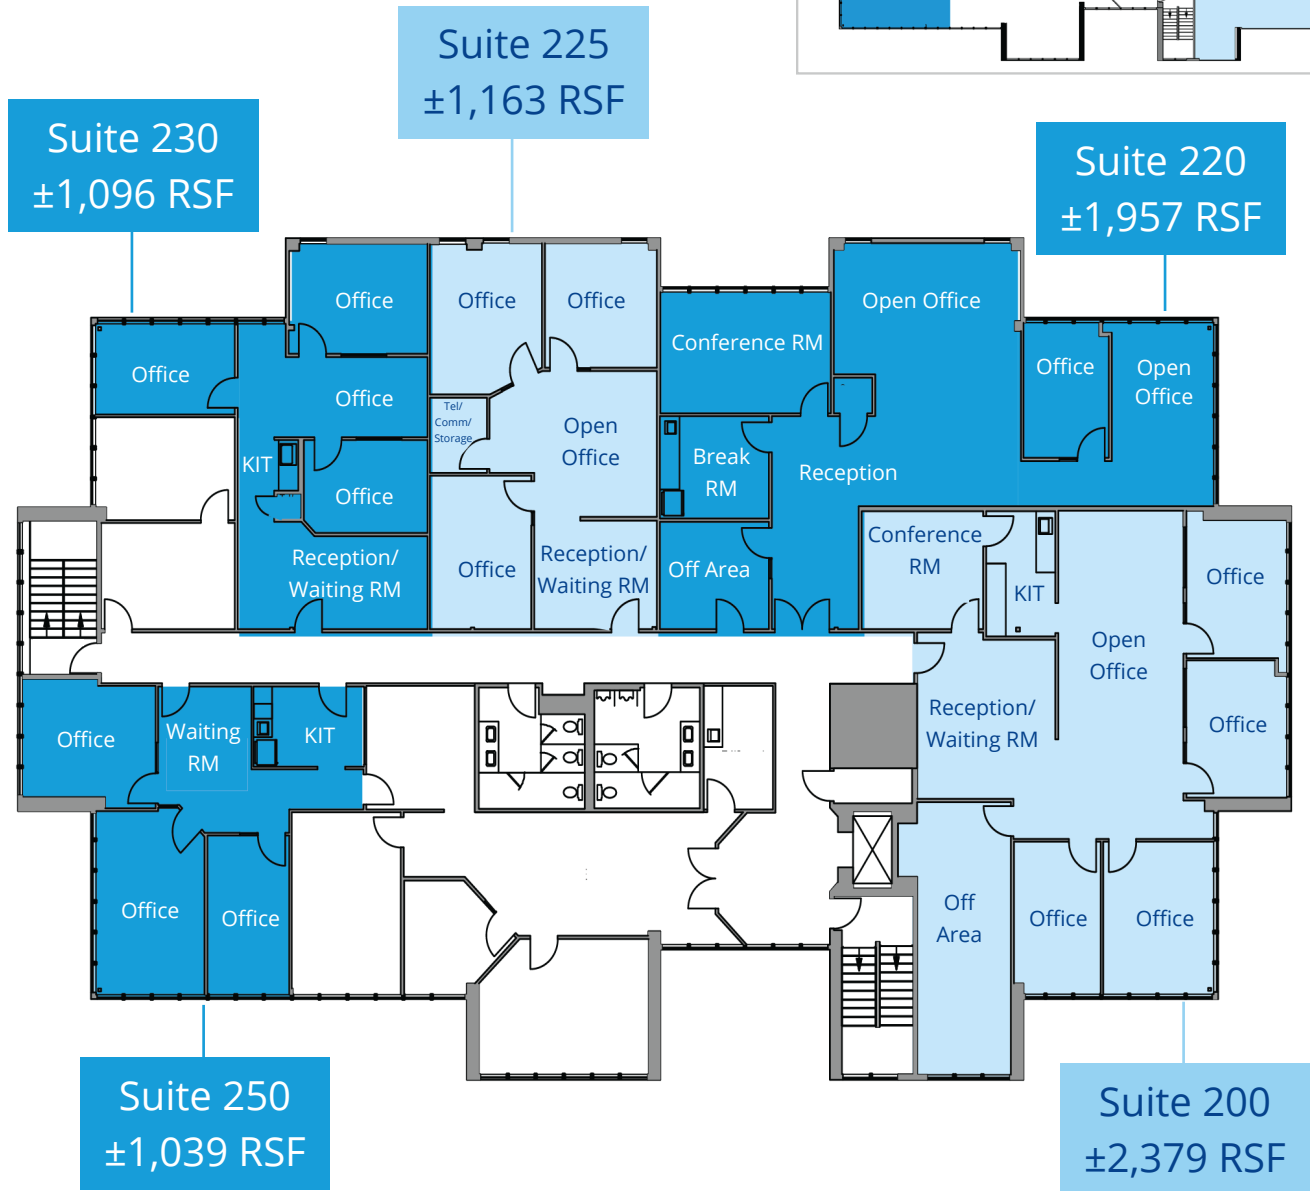 Suite 225
±1,163 RSF
Suite 230
±1,096 RSF
Suite 220
±1,957 RSF
Office
Office
Office
Open Office
Conference RM
Office
Office
Open
Office
Office
Tel/
Comm/
Storage
Open
Office
KIT
Office
Break
RM
Reception
Reception/
Waiting RM
Office
Reception/
Waiting RM
Off Area
Conference
RM
KIT
Office
Open
Office
Office
Reception/
Waiting RM
Office
Waiting
RM
KIT
Office
Office
Off
Area
Office
Office
Suite 250
±1,039 RSF
Suite 200
±2,379 RSF